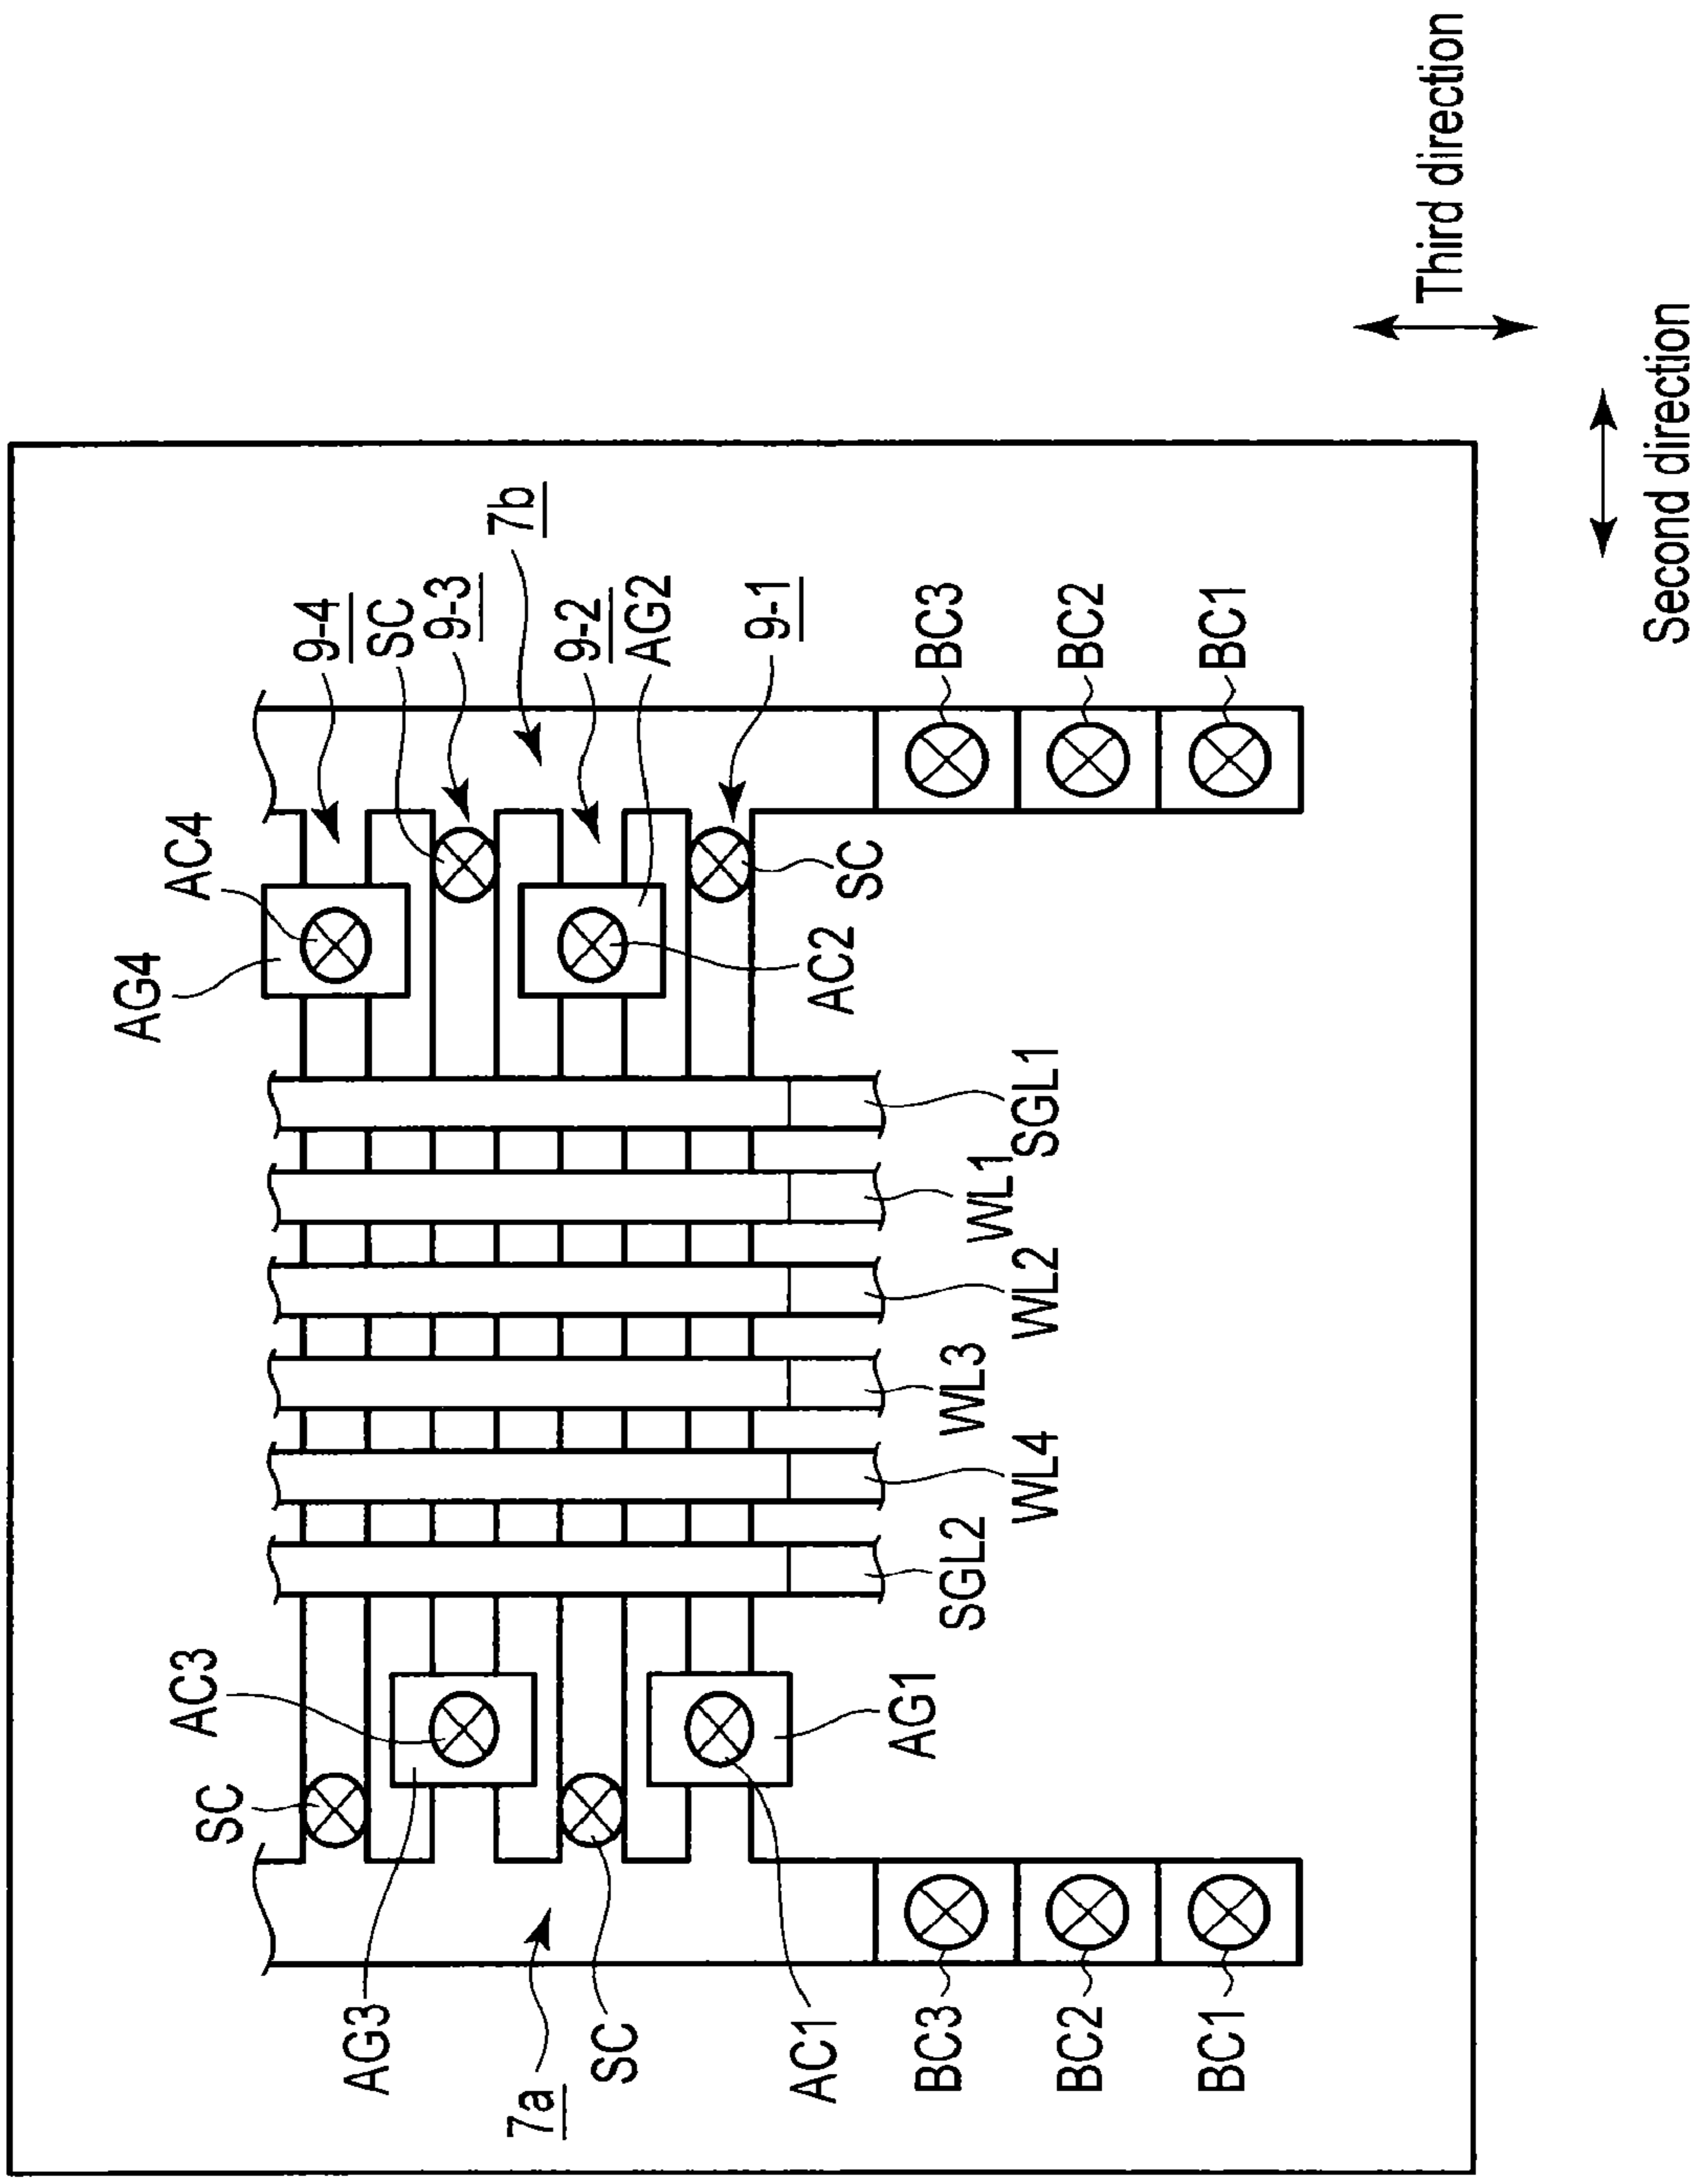 AG4
AC3
AC4
SC
9-4
AG3
SC
9-3
7b
7a
9-2
SC
AG2
9-1
AC1
AC2
SC
AG1
BC3
SGL2
WL3
WL1
BC3
WL4
WL2
SGL1
BC2
BC2
BC1
BC1
Third direction
Second direction